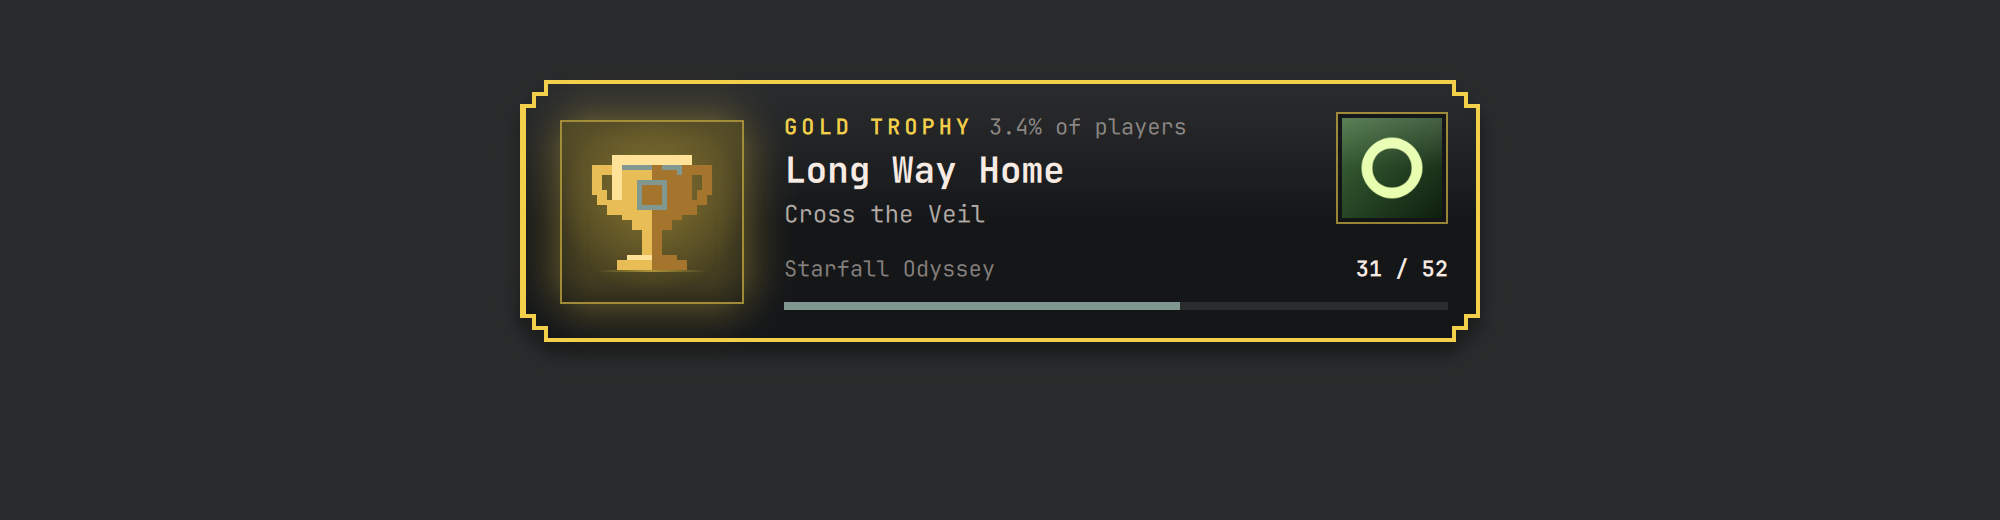 GOLD TROPHY 3.4% of players
Long Way Home
Cross the Veil
Starfall Odyssey 31 / 52